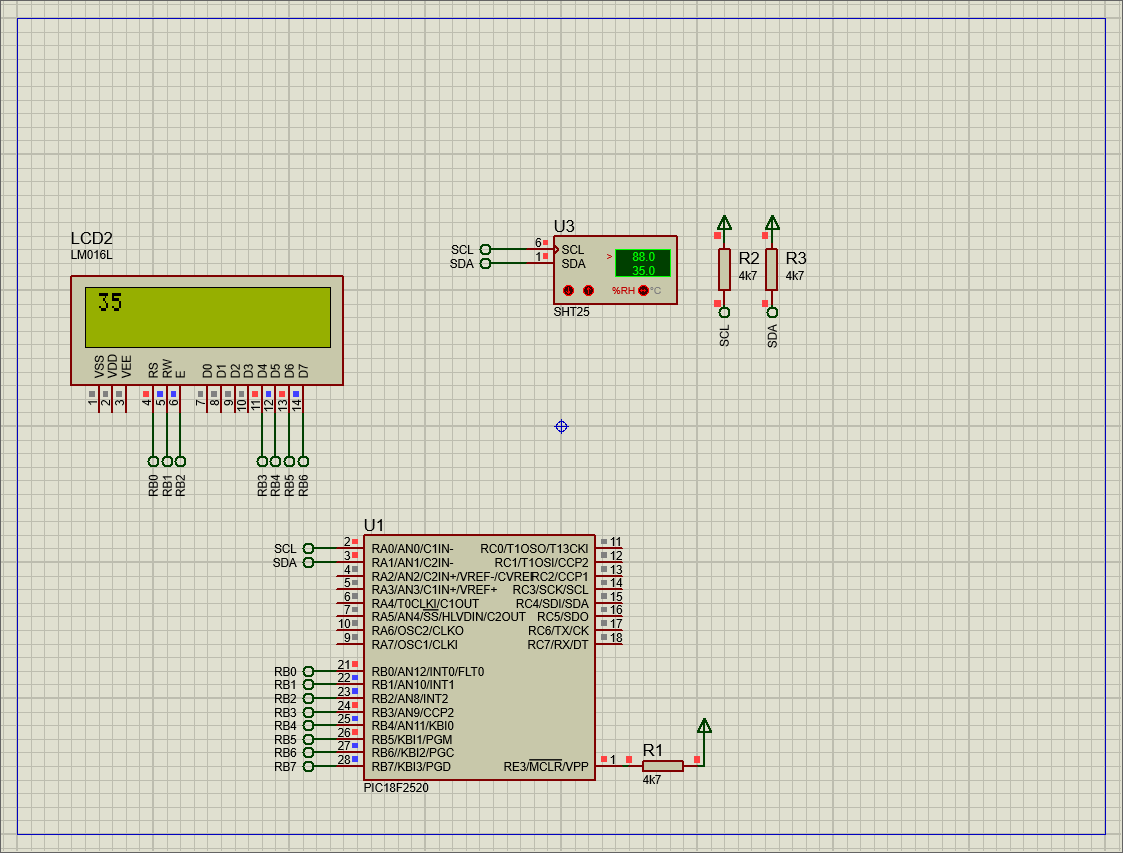 U3
SCL
6
SCL
SDA
1
SDA
>
88.0
35.0
%RH
°C
SHT25
R2
4k7
R3
4k7
SCL
SDA
LCD2
LM016L
35
VSS
VDD
VEE
RS
RW
E
D0
D1
D2
D3
D4
D5
D6
D7
1
2
3
4
5
6
7
8
9
10
11
12
13
14
RB0
RB1
RB2
RB3
RB4
RB5
RB6
U1
SCL 2 RA0/AN0/C1IN- RC0/T1OSO/T13CKI 11
SDA 3 RA1/AN1/C2IN- RC1/T1OSI/CCP2 12
4 RA2/AN2/C2IN+/VREF-/CVREF RC2/CCP1 13
5 RA3/AN3/C1IN+/VREF+ RC3/SCK/SCL 14
6 RA4/T0CLKI/C1OUT RC4/SDI/SDA 15
7 RA5/AN4/SS/HLVDIN/C2OUT RC5/SDO 16
10 RA6/OSC2/CLKO RC6/TX/CK 17
9 RA7/OSC1/CLKI RC7/RX/DT 18
RB0 21 RB0/AN12/INT0/FLT0
RB1 22 RB1/AN10/INT1
RB2 23 RB2/AN8/INT2
RB3 24 RB3/AN9/CCP2
RB4 25 RB4/AN11/KBI0
RB5 26 RB5/KBI1/PGM
RB6 27 RB6//KBI2/PGC
RB7 28 RB7/KBI3/PGD RE3/MCLR/VPP 1
PIC18F2520
R1
4k7